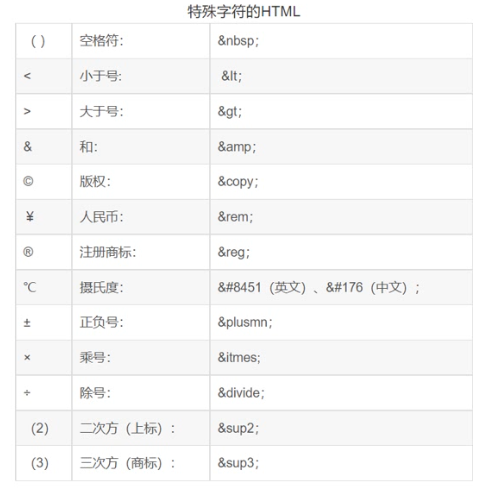 特殊字符的HTML
( ) 空格符： &nbsp；
< 小于号: &lt；
> 大于号： &gt；
& 和： &amp；
© 版权： &copy；
¥ 人民币： &rem；
® 注册商标： &reg；
℃ 摄氏度： &#8451（英文）、&#176（中文）；
± 正负号： &plusmn；
× 乘号： &itmes;
÷ 除号： &divide；
(2) 二次方（上标）： &sup2；
(3) 三次方（商标）： &sup3；